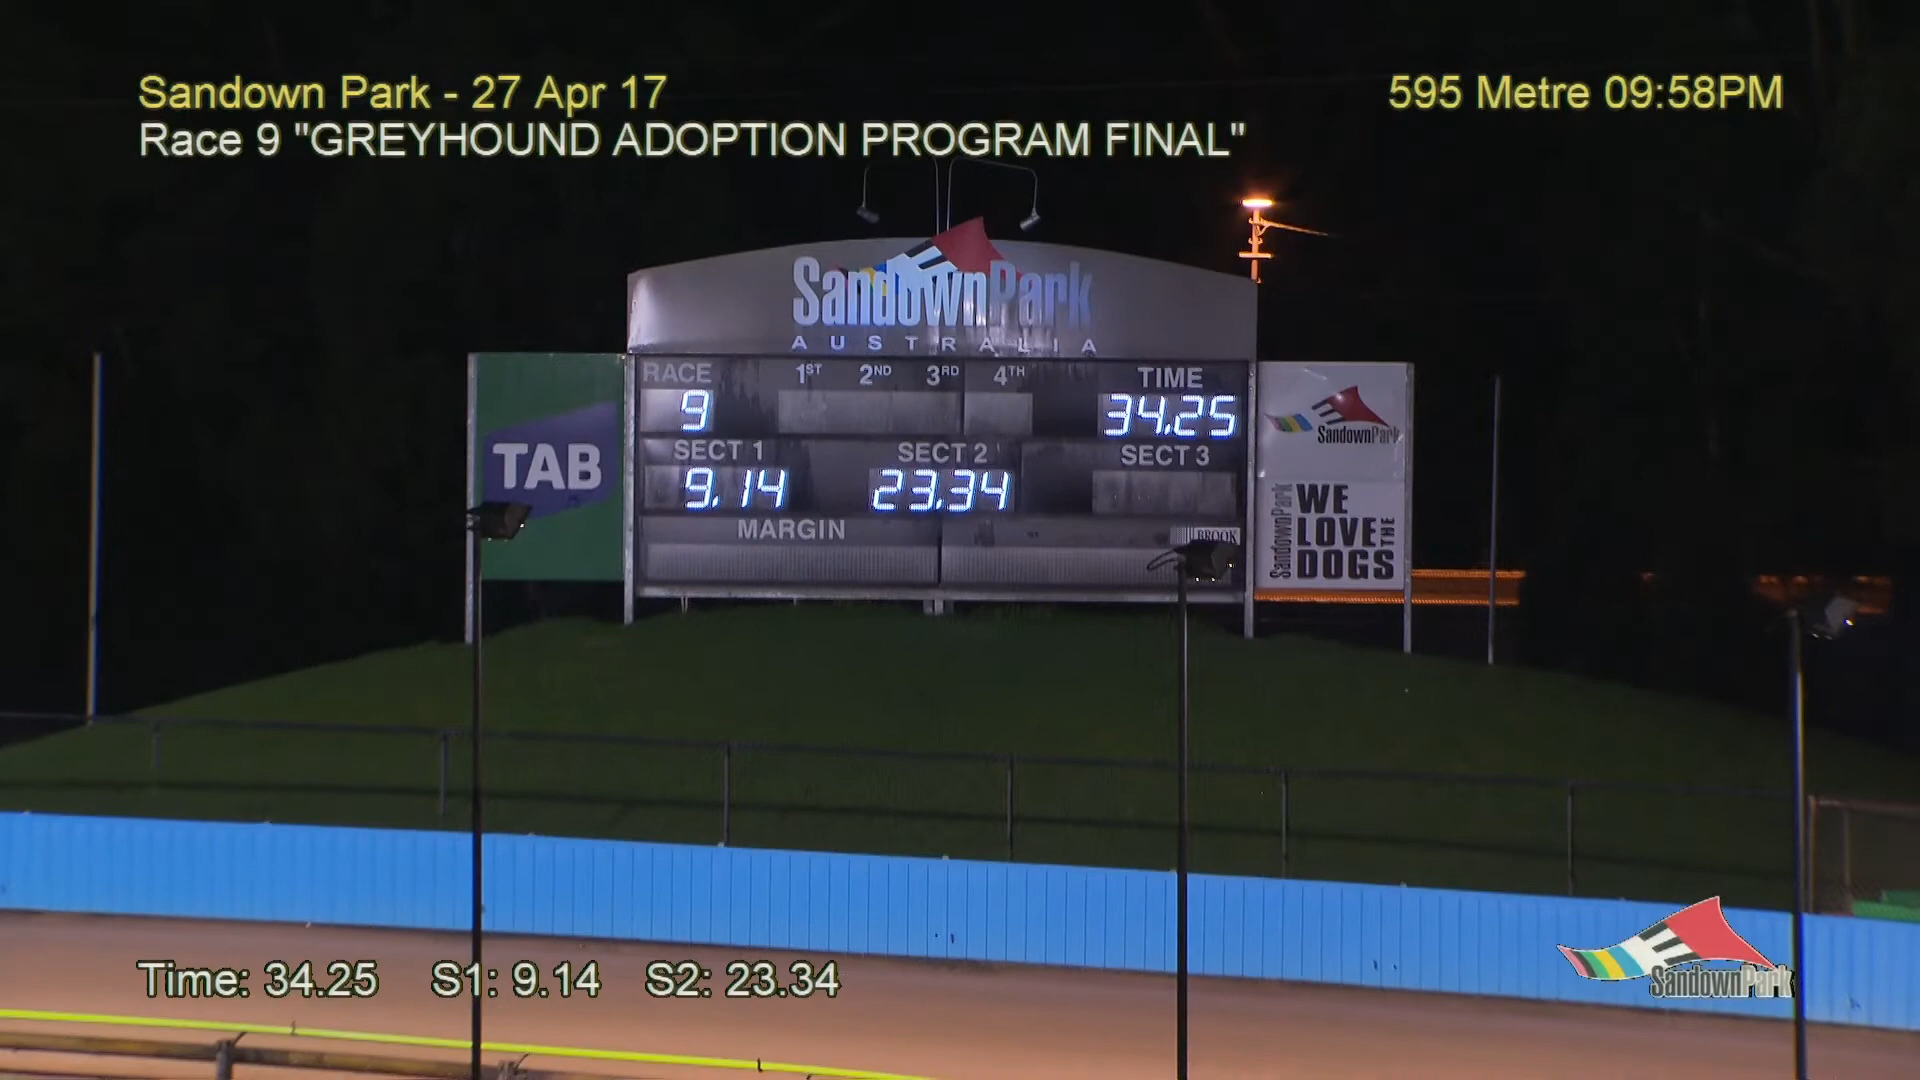 Sandown Park - 27 Apr 17
595 Metre 09:58PM
Race 9 "GREYHOUND ADOPTION PROGRAM FINAL"
SandownPark
AUSTRALIA
RACE 1ST 2ND 3RD 4TH TIME
9 34.25
SECT 1 SECT 2 SECT 3
9.14 23.34
MARGIN
BROOK
TAB
SandownPark
SandownPark
WE
LOVE THE
DOGS
Time: 34.25 S1: 9.14 S2: 23.34
SandownPark